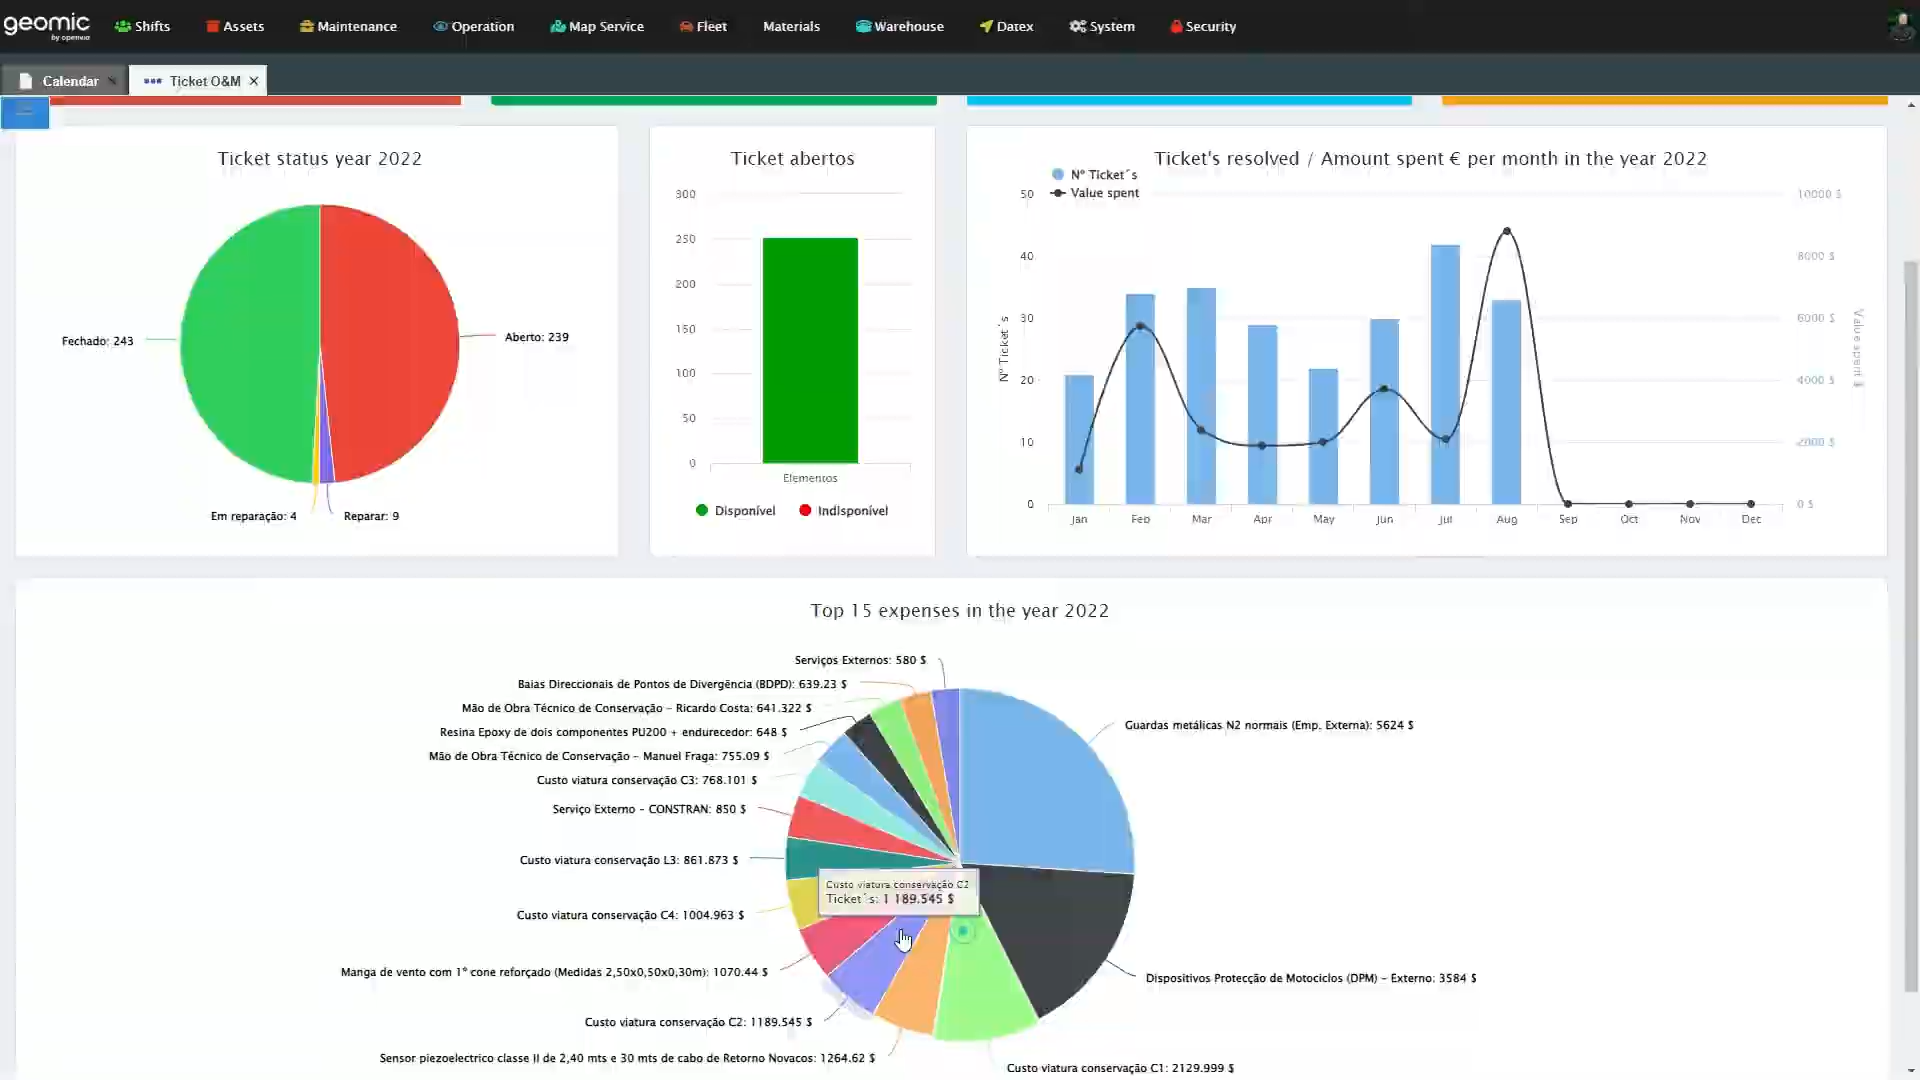 geomic
by openvia
Shifts
Assets
Maintenance
Operation
Map Service
Fleet
Materials
Warehouse
Datex
System
Security
Calendar
Ticket O&M
Ticket status year 2022
Fechado: 243
Aberto: 239
Em reparação: 4
Reparar: 9
Ticket abertos
300
250
200
150
100
50
0
Elementos
Disponível
Indisponível
Ticket's resolved / Amount spent € per month in the year 2022
Nº Ticket´s
Value spent
50
40
30
20
10
0
Nº Ticket´s
10000 $
8000 $
6000 $
4000 $
2000 $
0 $
Value spent $
Jan
Feb
Mar
Apr
May
Jun
Jul
Aug
Sep
Oct
Nov
Dec
Top 15 expenses in the year 2022
Serviços Externos: 580 $
Baias Direccionais de Pontos de Divergência (BDPD): 639.23 $
Mão de Obra Técnico de Conservação - Ricardo Costa: 641.322 $
Resina Epoxy de dois componentes PU200 + endurecedor: 648 $
Mão de Obra Técnico de Conservação - Manuel Fraga: 755.09 $
Custo viatura conservação C3: 768.101 $
Serviço Externo - CONSTRAN: 850 $
Custo viatura conservação L3: 861.873 $
Custo viatura conservação C4: 1004.963 $
Manga de vento com 1º cone reforçado (Medidas 2,50x0,50x0,30m): 1070.44 $
Custo viatura conservação C2: 1189.545 $
Sensor piezoelectrico classe II de 2,40 mts e 30 mts de cabo de Retorno Novacos: 1264.62 $
Custo viatura conservação C1: 2129.999 $
Dispositivos Protecção de Motociclos (DPM) - Externo: 3584 $
Guardas metálicas N2 normais (Emp. Externa): 5624 $
Custo viatura conservação C2
Ticket´s: 1 189.545 $